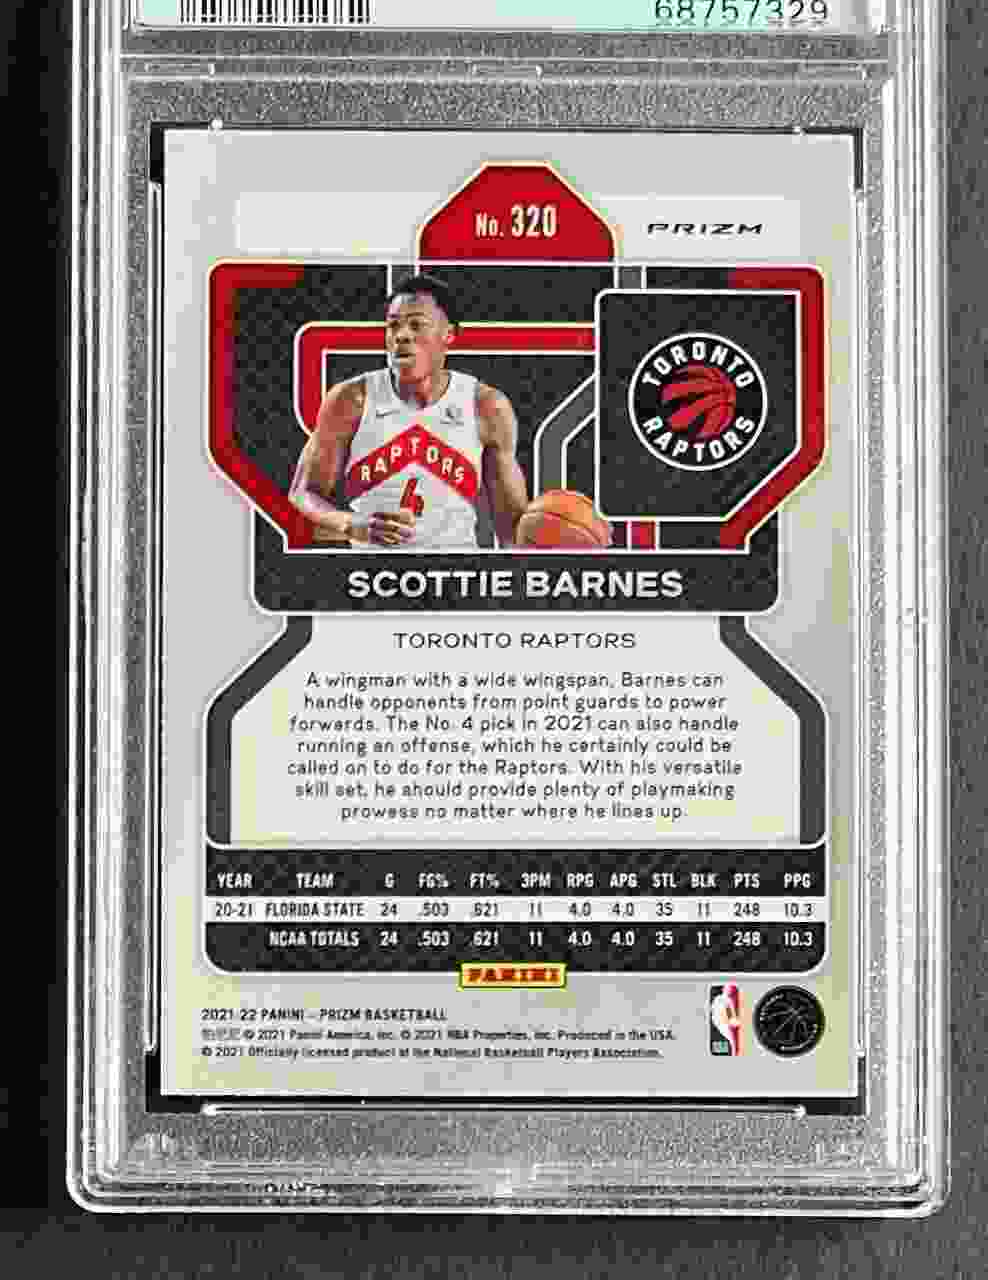 68757329
No. 320
PRIZM
TORONTO
RAPTORS
RAPTORS
4
SCOTTIE BARNES
TORONTO RAPTORS
A wingman with a wide wingspan, Barnes can
handle opponents from point guards to power
forwards. The No. 4 pick in 2021 can also handle
running an offense, which he certainly could be
called on to do for the Raptors. With his versatile
skill set, he should provide plenty of playmaking
prowess no matter where he lines up.
YEAR TEAM G FG% FT% 3PM RPG APG STL BLK PTS PPG
20-21 FLORIDA STATE 24 .503 .621 11 4.0 4.0 35 11 248 10.3
NCAA TOTALS 24 .503 .621 11 4.0 4.0 35 11 248 10.3
PANINI
2021-22 PANINI - PRIZM BASKETBALL
© 2021 Panini America, Inc. © 2021 NBA Properties, Inc. Produced in the USA.
© 2021 Officially licensed product of the National Basketball Players Association.